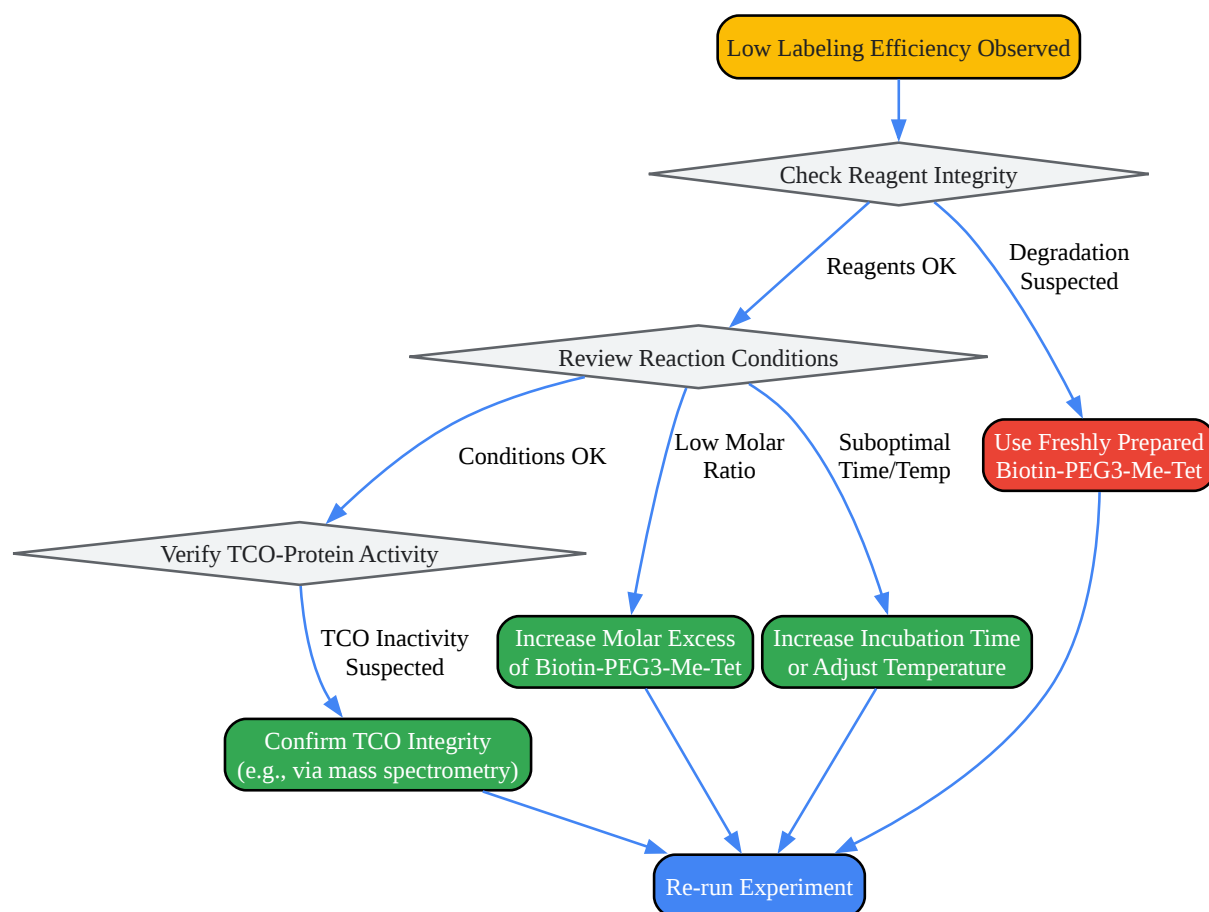 Low Labeling Efficiency Observed
Check Reagent Integrity
Reagents OK
Degradation
Suspected
Review Reaction Conditions
Conditions OK
Low Molar
Ratio
Suboptimal
Time/Temp
Use Freshly Prepared
Biotin-PEG3-Me-Tet
Verify TCO-Protein Activity
TCO Inactivity
Suspected
Increase Molar Excess
of Biotin-PEG3-Me-Tet
Increase Incubation Time
or Adjust Temperature
Confirm TCO Integrity
(e.g., via mass spectrometry)
Re-run Experiment